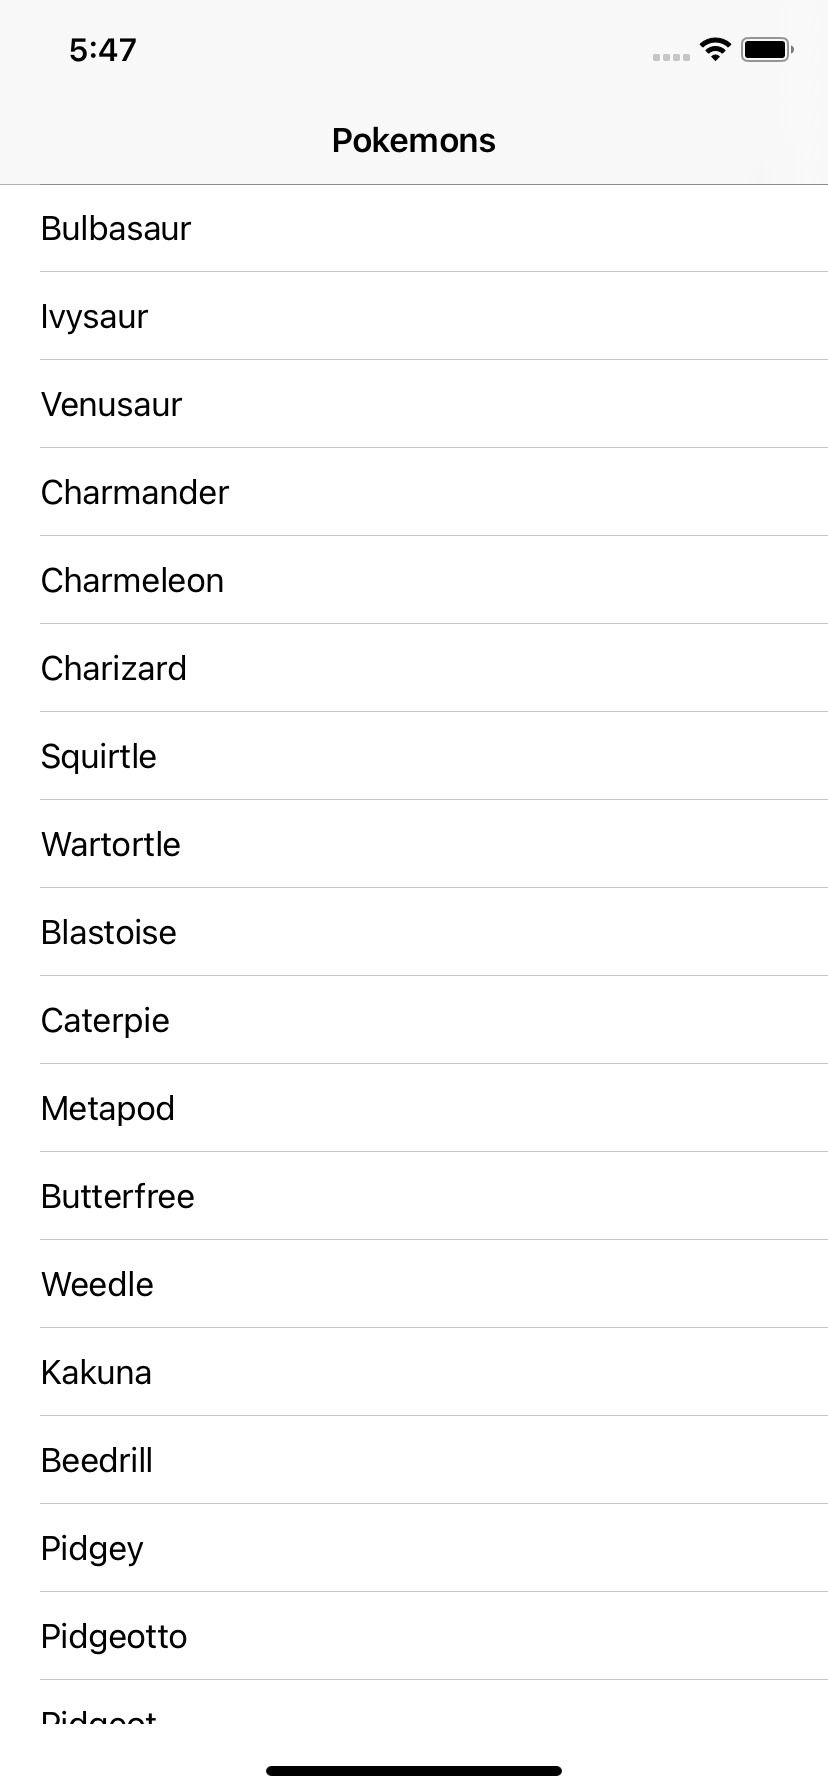 5:47
Pokemons
Bulbasaur
Ivysaur
Venusaur
Charmander
Charmeleon
Charizard
Squirtle
Wartortle
Blastoise
Caterpie
Metapod
Butterfree
Weedle
Kakuna
Beedrill
Pidgey
Pidgeotto
Pidgeot